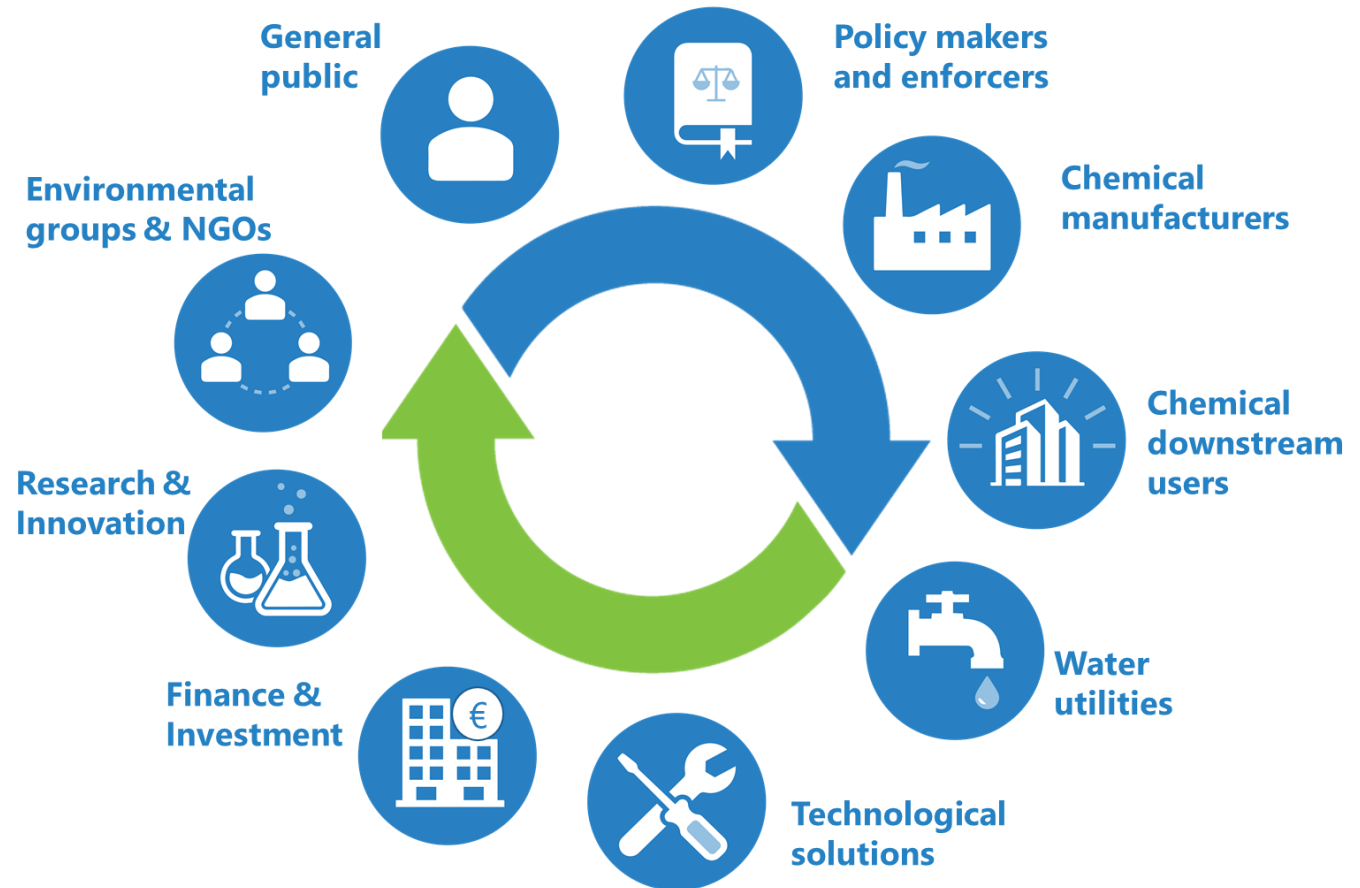 General
public
Policy makers
and enforcers
Chemical
manufacturers
Chemical
downstream
users
Water
utilities
Technological
solutions
€
Finance &
Investment
Research &
Innovation
Environmental
groups & NGOs